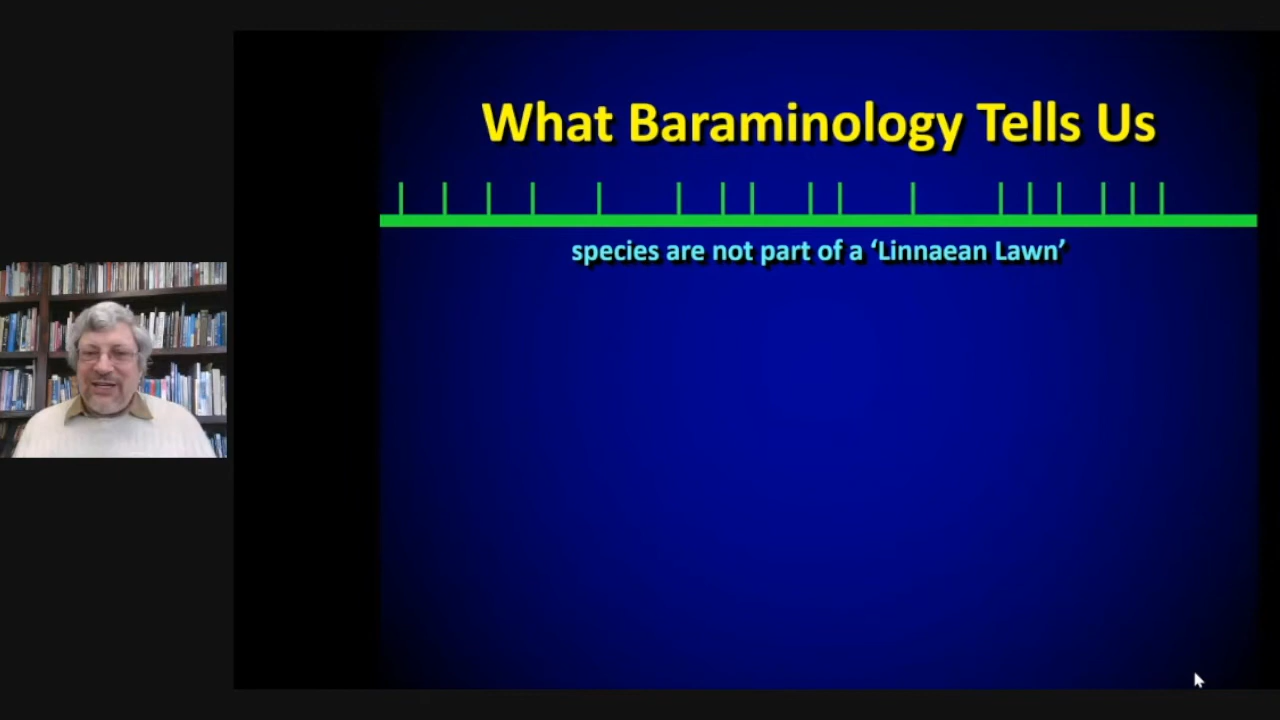 What Baraminology Tells Us
species are not part of a ‘Linnaean Lawn’